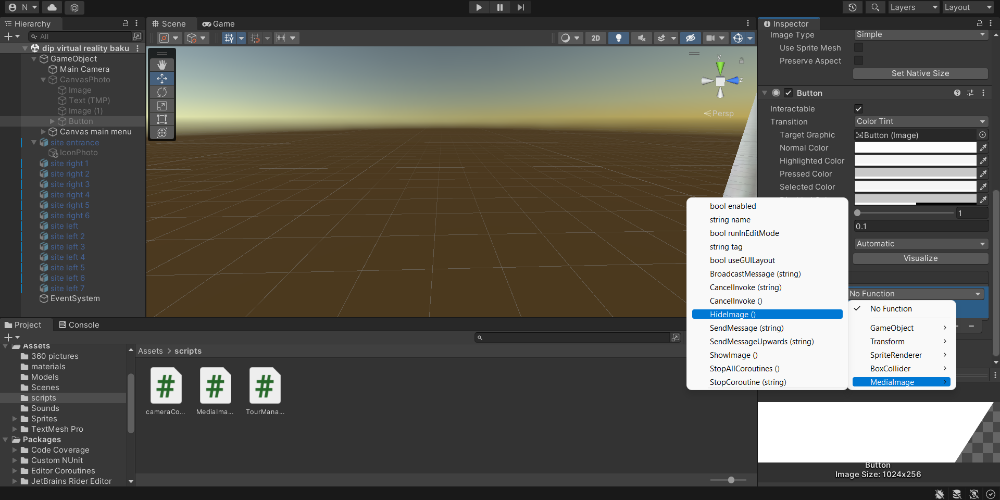 N
Layers
Layout
Hierarchy
All
dip virtual reality baku
GameObject
Main Camera
CanvasPhoto
Image
Text (TMP)
Image (1)
Button
Canvas main menu
site entrance
IconPhoto
site right 1
site right 2
site right 3
site right 4
site right 5
site right 6
site left
site left 2
site left 3
site left 4
site left 5
site left 6
site left 7
EventSystem
Scene
Game
2D
y
z
Persp
Inspector
Image Type
Simple
Use Sprite Mesh
Preserve Aspect
Set Native Size
Button
Interactable
Transition
Color Tint
Target Graphic
Button (Image)
Normal Color
Highlighted Color
Pressed Color
Selected Color
1
0.1
Automatic
Visualize
No Function
bool enabled
string name
bool runInEditMode
string tag
bool useGUILayout
BroadcastMessage (string)
CancelInvoke (string)
CancelInvoke ()
HideImage ()
SendMessage (string)
SendMessageUpwards (string)
ShowImage ()
StopAllCoroutines ()
StopCoroutine (string)
No Function
GameObject
Transform
SpriteRenderer
BoxCollider
MediaImage
Project
Console
Assets
360 pictures
materials
Models
Scenes
scripts
Sounds
Sprites
TextMesh Pro
Packages
Code Coverage
Custom NUnit
Editor Coroutines
JetBrains Rider Editor
Assets > scripts
cameraCo...
MediaIma...
TourMana...
Button
Image Size: 1024x256